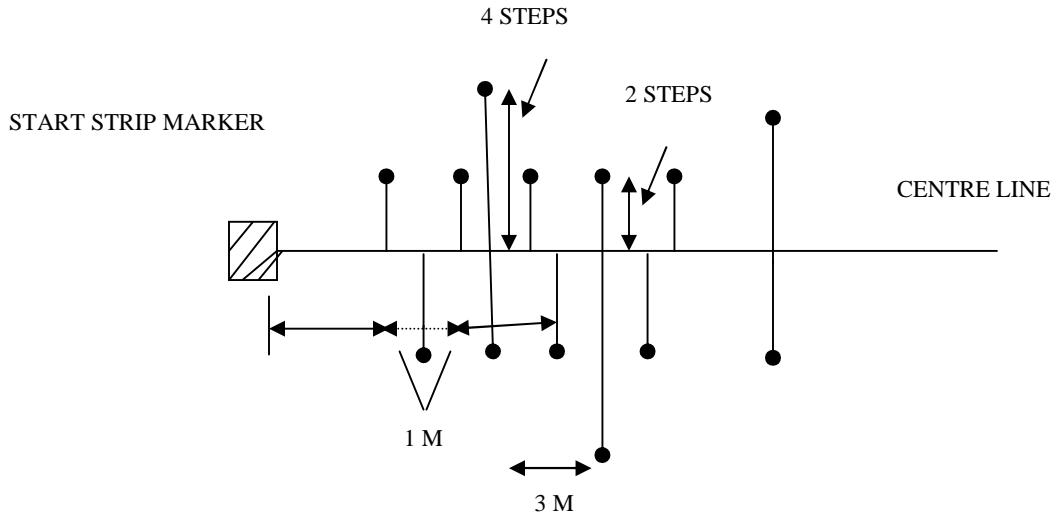 4 STEPS
2 STEPS
START STRIP MARKER
CENTRE LINE
1 M
3 M